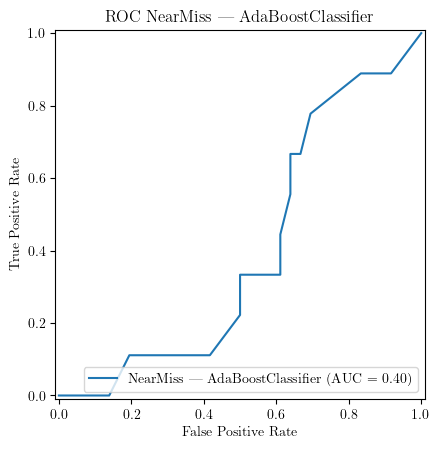 ROC NearMiss — AdaBoostClassifier
1.0
0.8
0.6
0.4
0.2
0.0
True Positive Rate
NearMiss — AdaBoostClassifier (AUC = 0.40)
0.0 0.2 0.4 0.6 0.8 1.0
False Positive Rate